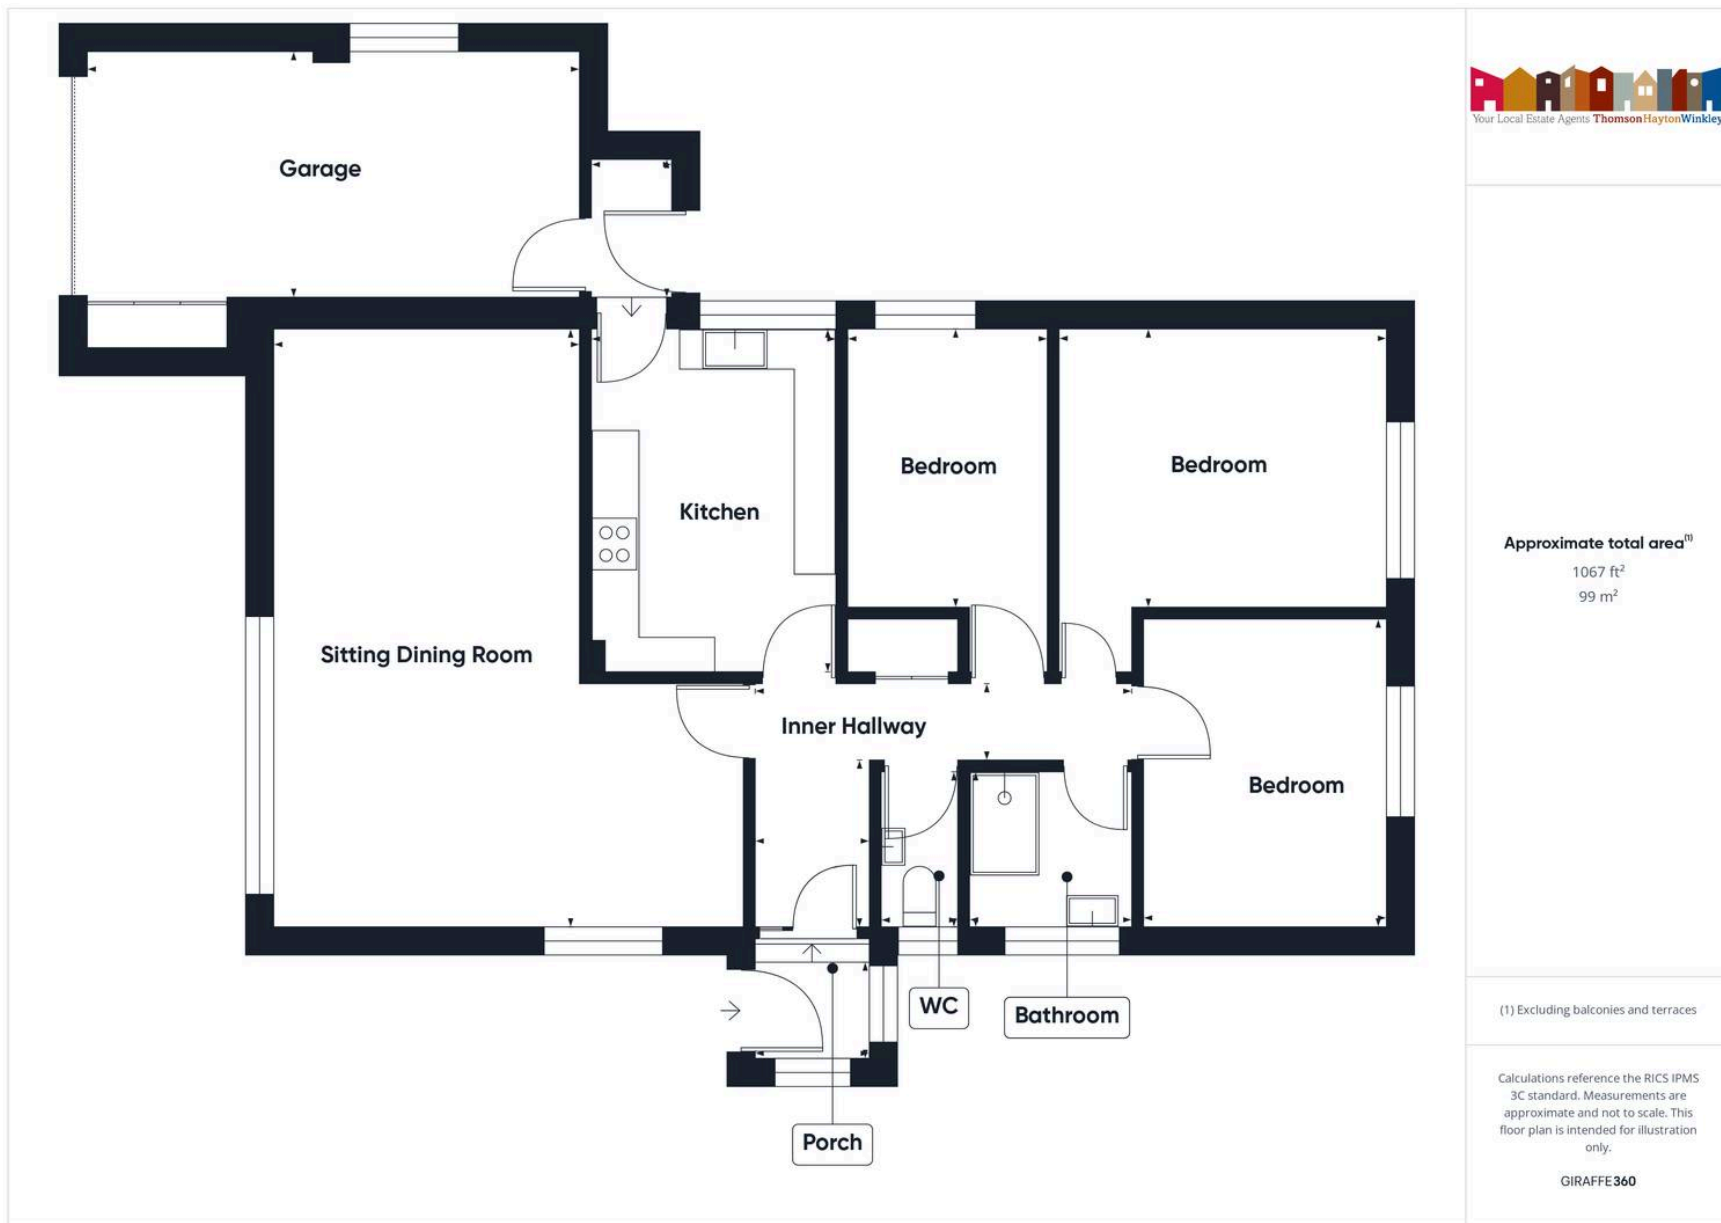 Your Local Estate Agents ThomsonHaytonWinkley
Garage
Bedroom
Bedroom
Kitchen
Sitting Dining Room
Inner Hallway
Bedroom
WC
Bathroom
Porch
Approximate total area(1)
1067 ft²
99 m²
(1) Excluding balconies and terraces
Calculations reference the RICS IPMS
3C standard. Measurements are
approximate and not to scale. This
floor plan is intended for illustration
only.
GIRAFFE360